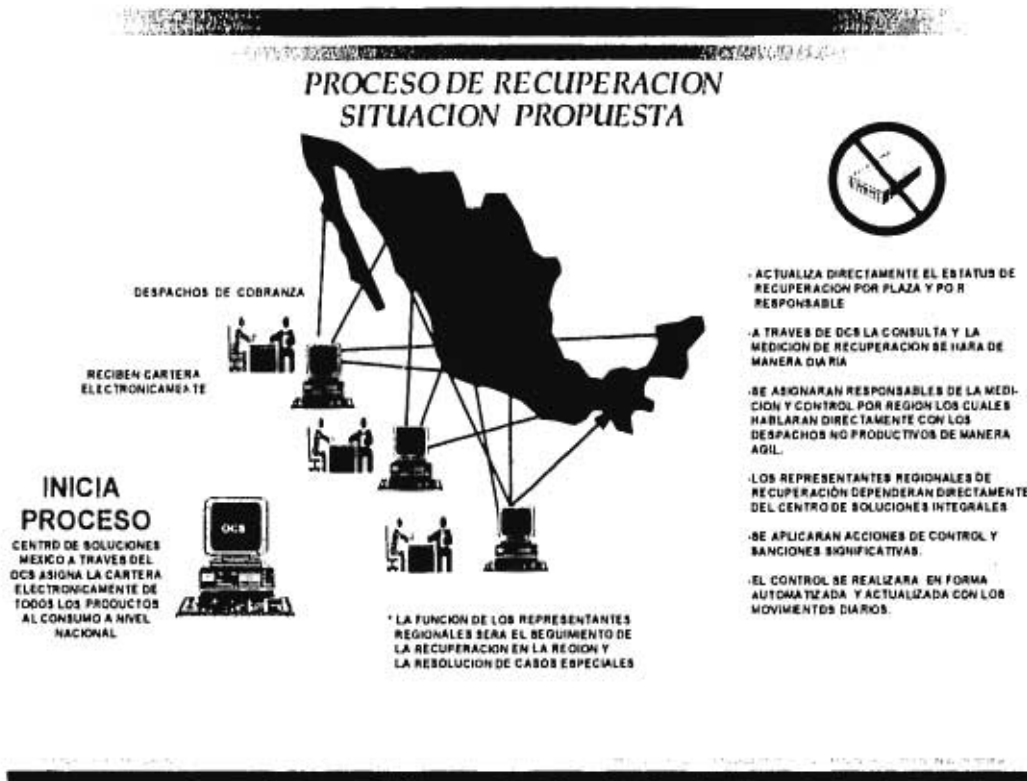 PROCESO DE RECUPERACION
SITUACION PROPUESTA
DESPACHOS DE COBRANZA
RECIBEN CARTERA
ELECTRONICAMENTE
INICIA
PROCESO
CENTRO DE SOLUCIONES
MEXICO A TRAVES DEL
OCS ASIGNA LA CARTERA
ELECTRONICAMENTE DE
TODOS LOS PRODUCTOS
AL CONSUMO A NIVEL
NACIONAL
OCS
* LA FUNCION DE LOS REPRESENTANTES
REGIONALES SERA EL SEGUIMIENTO DE
LA RECUPERACION EN LA REGION Y
LA RESOLUCION DE CASOS ESPECIALES
- ACTUALIZA DIRECTAMENTE EL ESTATUS DE
RECUPERACION POR PLAZA Y PO R
RESPONSABLE
-A TRAVES DE OCS LA CONSULTA Y LA
MEDICION DE RECUPERACION SE HARA DE
MANERA DIARIA
-SE ASIGNARAN RESPONSABLES DE LA MEDI-
CION Y CONTROL POR REGION LOS CUALES
HABLARAN DIRECTAMENTE CON LOS
DESPACHOS NO PRODUCTIVOS DE MANERA
AGIL.
-LOS REPRESENTANTES REGIONALES DE
RECUPERACIÓN DEPENDERAN DIRECTAMENTE
DEL CENTRO DE SOLUCIONES INTEGRALES
-SE APLICARAN ACCIONES DE CONTROL Y
SANCIONES SIGNIFICATIVAS.
-EL CONTROL SE REALIZARA EN FORMA
AUTOMATIZADA Y ACTUALIZADA CON LOS
MOVIMIENTOS DIARIOS.